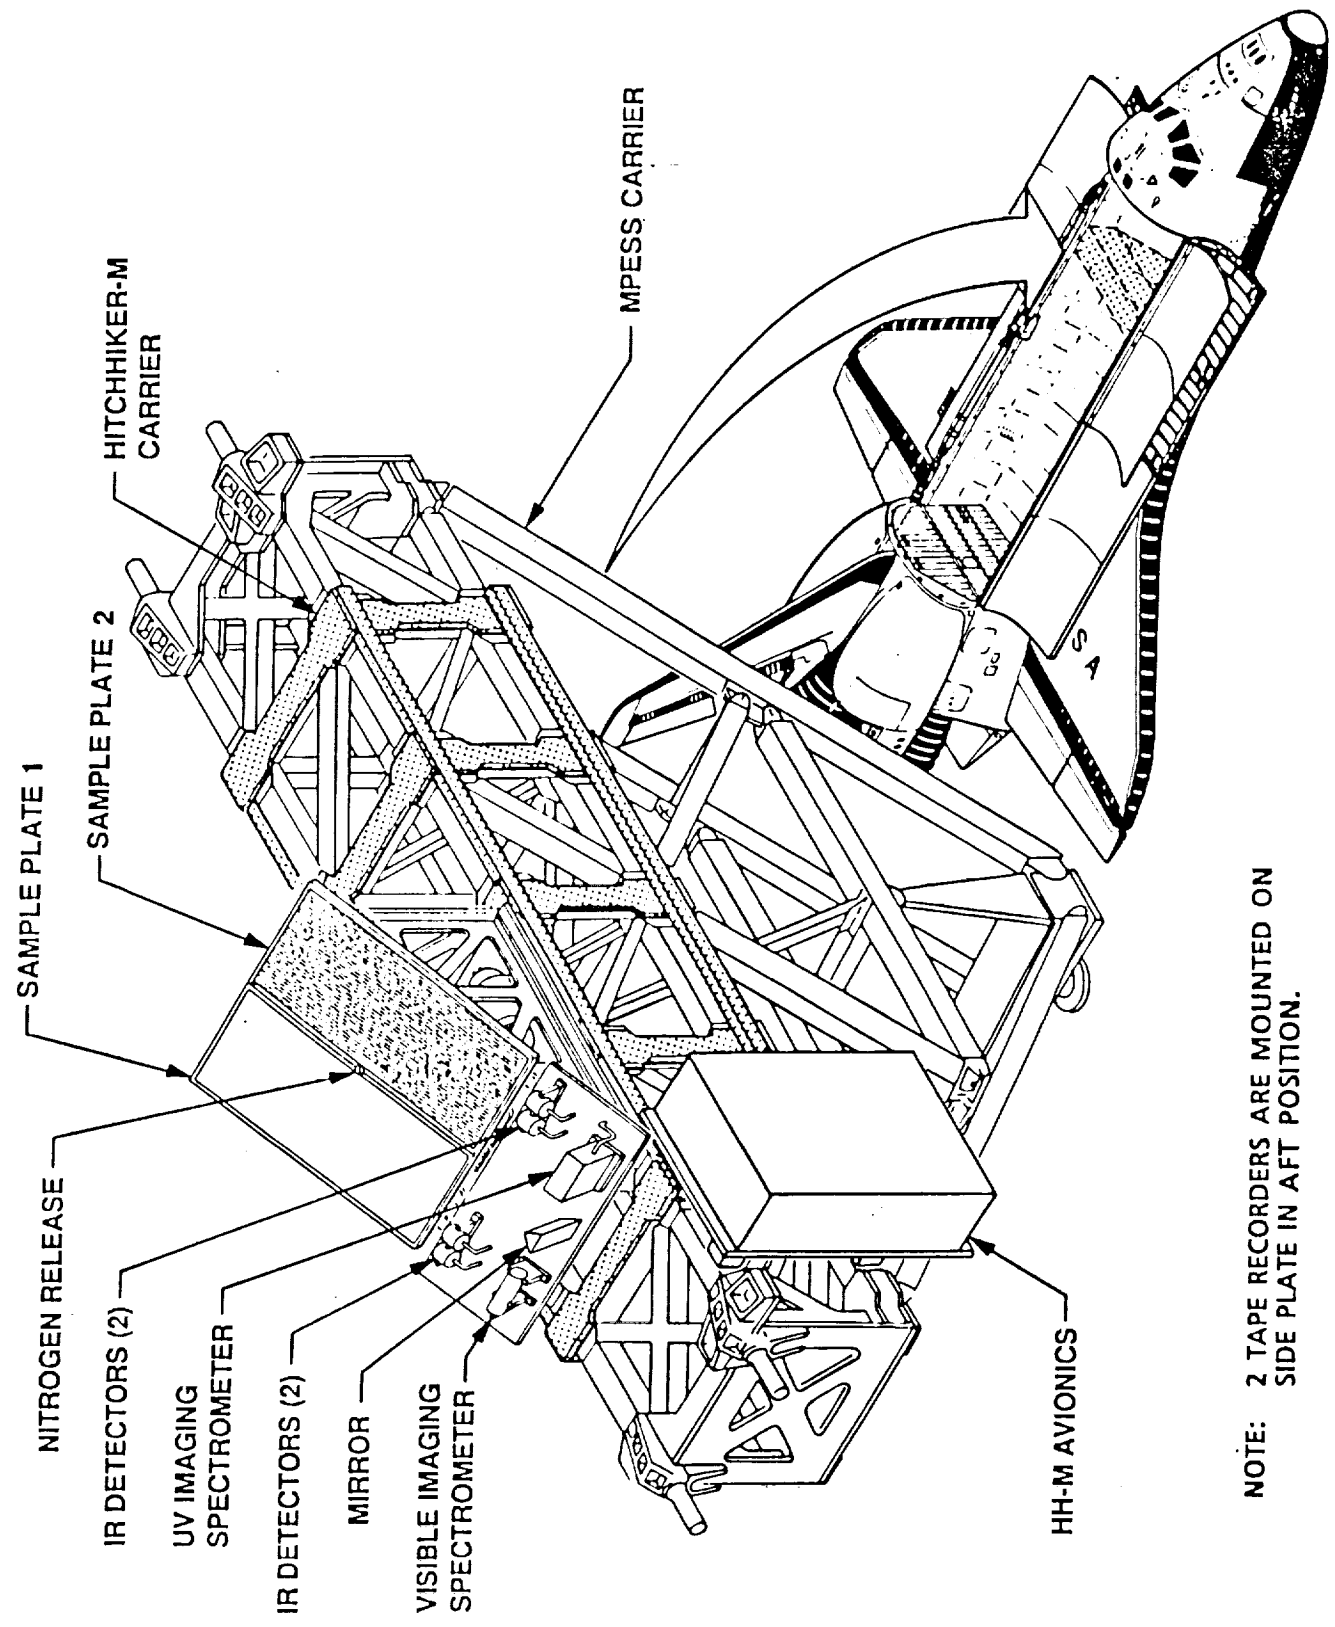 SAMPLE PLATE 1
SAMPLE PLATE 2
HITCHHIKER-M
CARRIER
MPESS CARRIER
NITROGEN RELEASE
IR DETECTORS (2)
UV IMAGING
SPECTROMETER
IR DETECTORS (2)
MIRROR
VISIBLE IMAGING
SPECTROMETER
HH-M AVIONICS
S A
NOTE: 2 TAPE RECORDERS ARE MOUNTED ON
SIDE PLATE IN AFT POSITION.